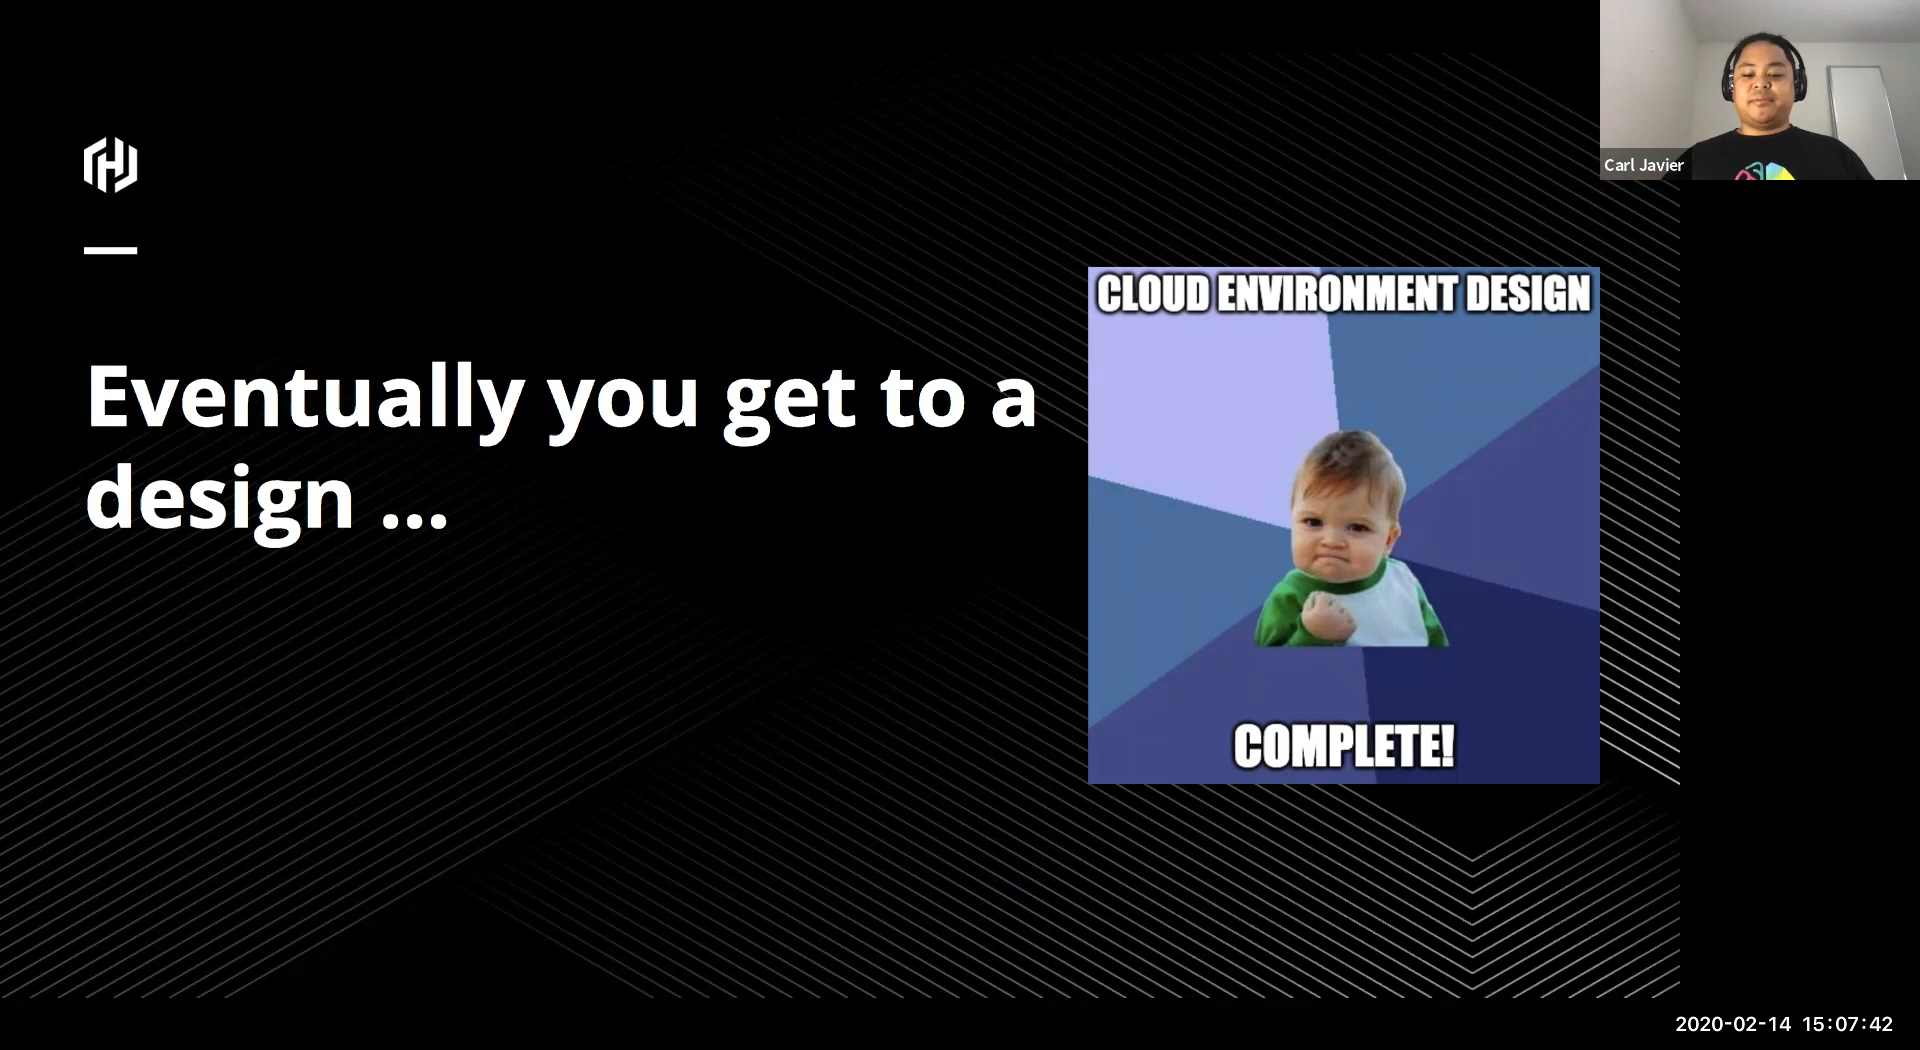 Carl Javier
Eventually you get to a
design ...
CLOUD ENVIRONMENT DESIGN
COMPLETE!
2020-02-14 15:07:42